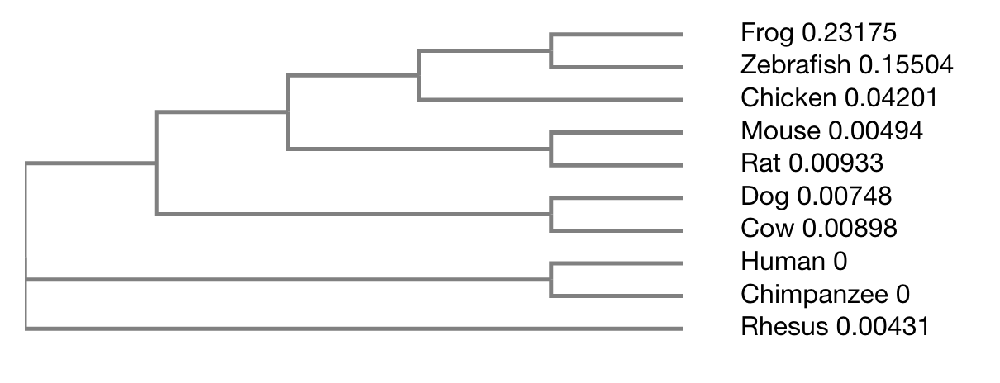 Frog 0.23175
Zebrafish 0.15504
Chicken 0.04201
Mouse 0.00494
Rat 0.00933
Dog 0.00748
Cow 0.00898
Human 0
Chimpanzee 0
Rhesus 0.00431